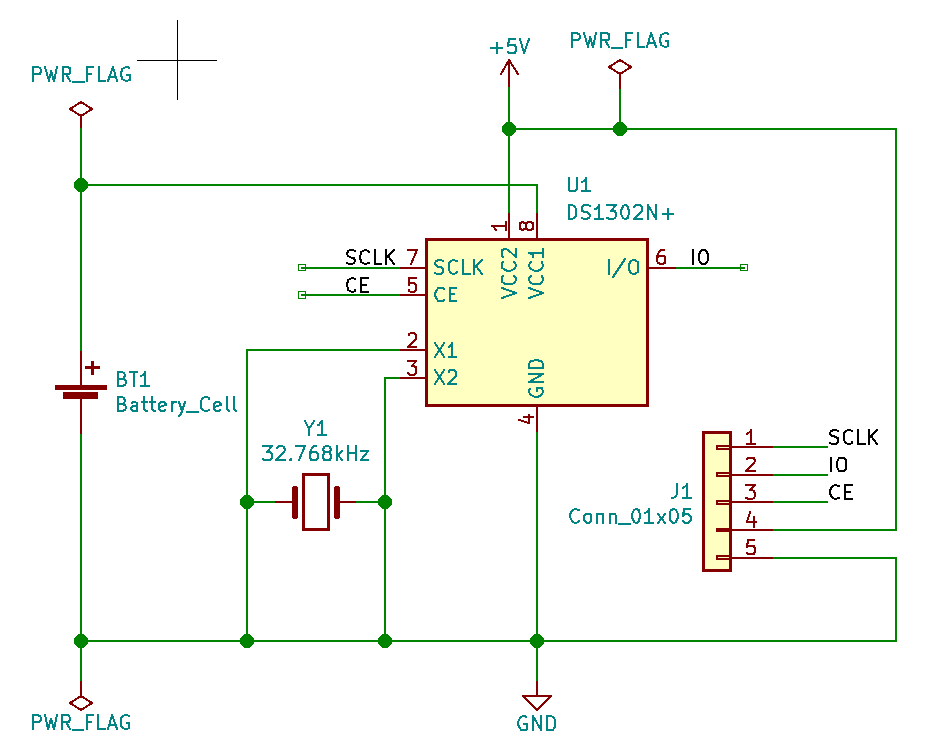 +5V
PWR_FLAG
PWR_FLAG
U1
DS1302N+
1
8
SCLK
7
SCLK
VCC2
VCC1
I/O
6
IO
CE
5
CE
2
X1
3
X2
GND
4
BT1
Battery_Cell
Y1
32.768kHz
1
SCLK
2
IO
J1
3
CE
Conn_01x05
4
5
PWR_FLAG
GND